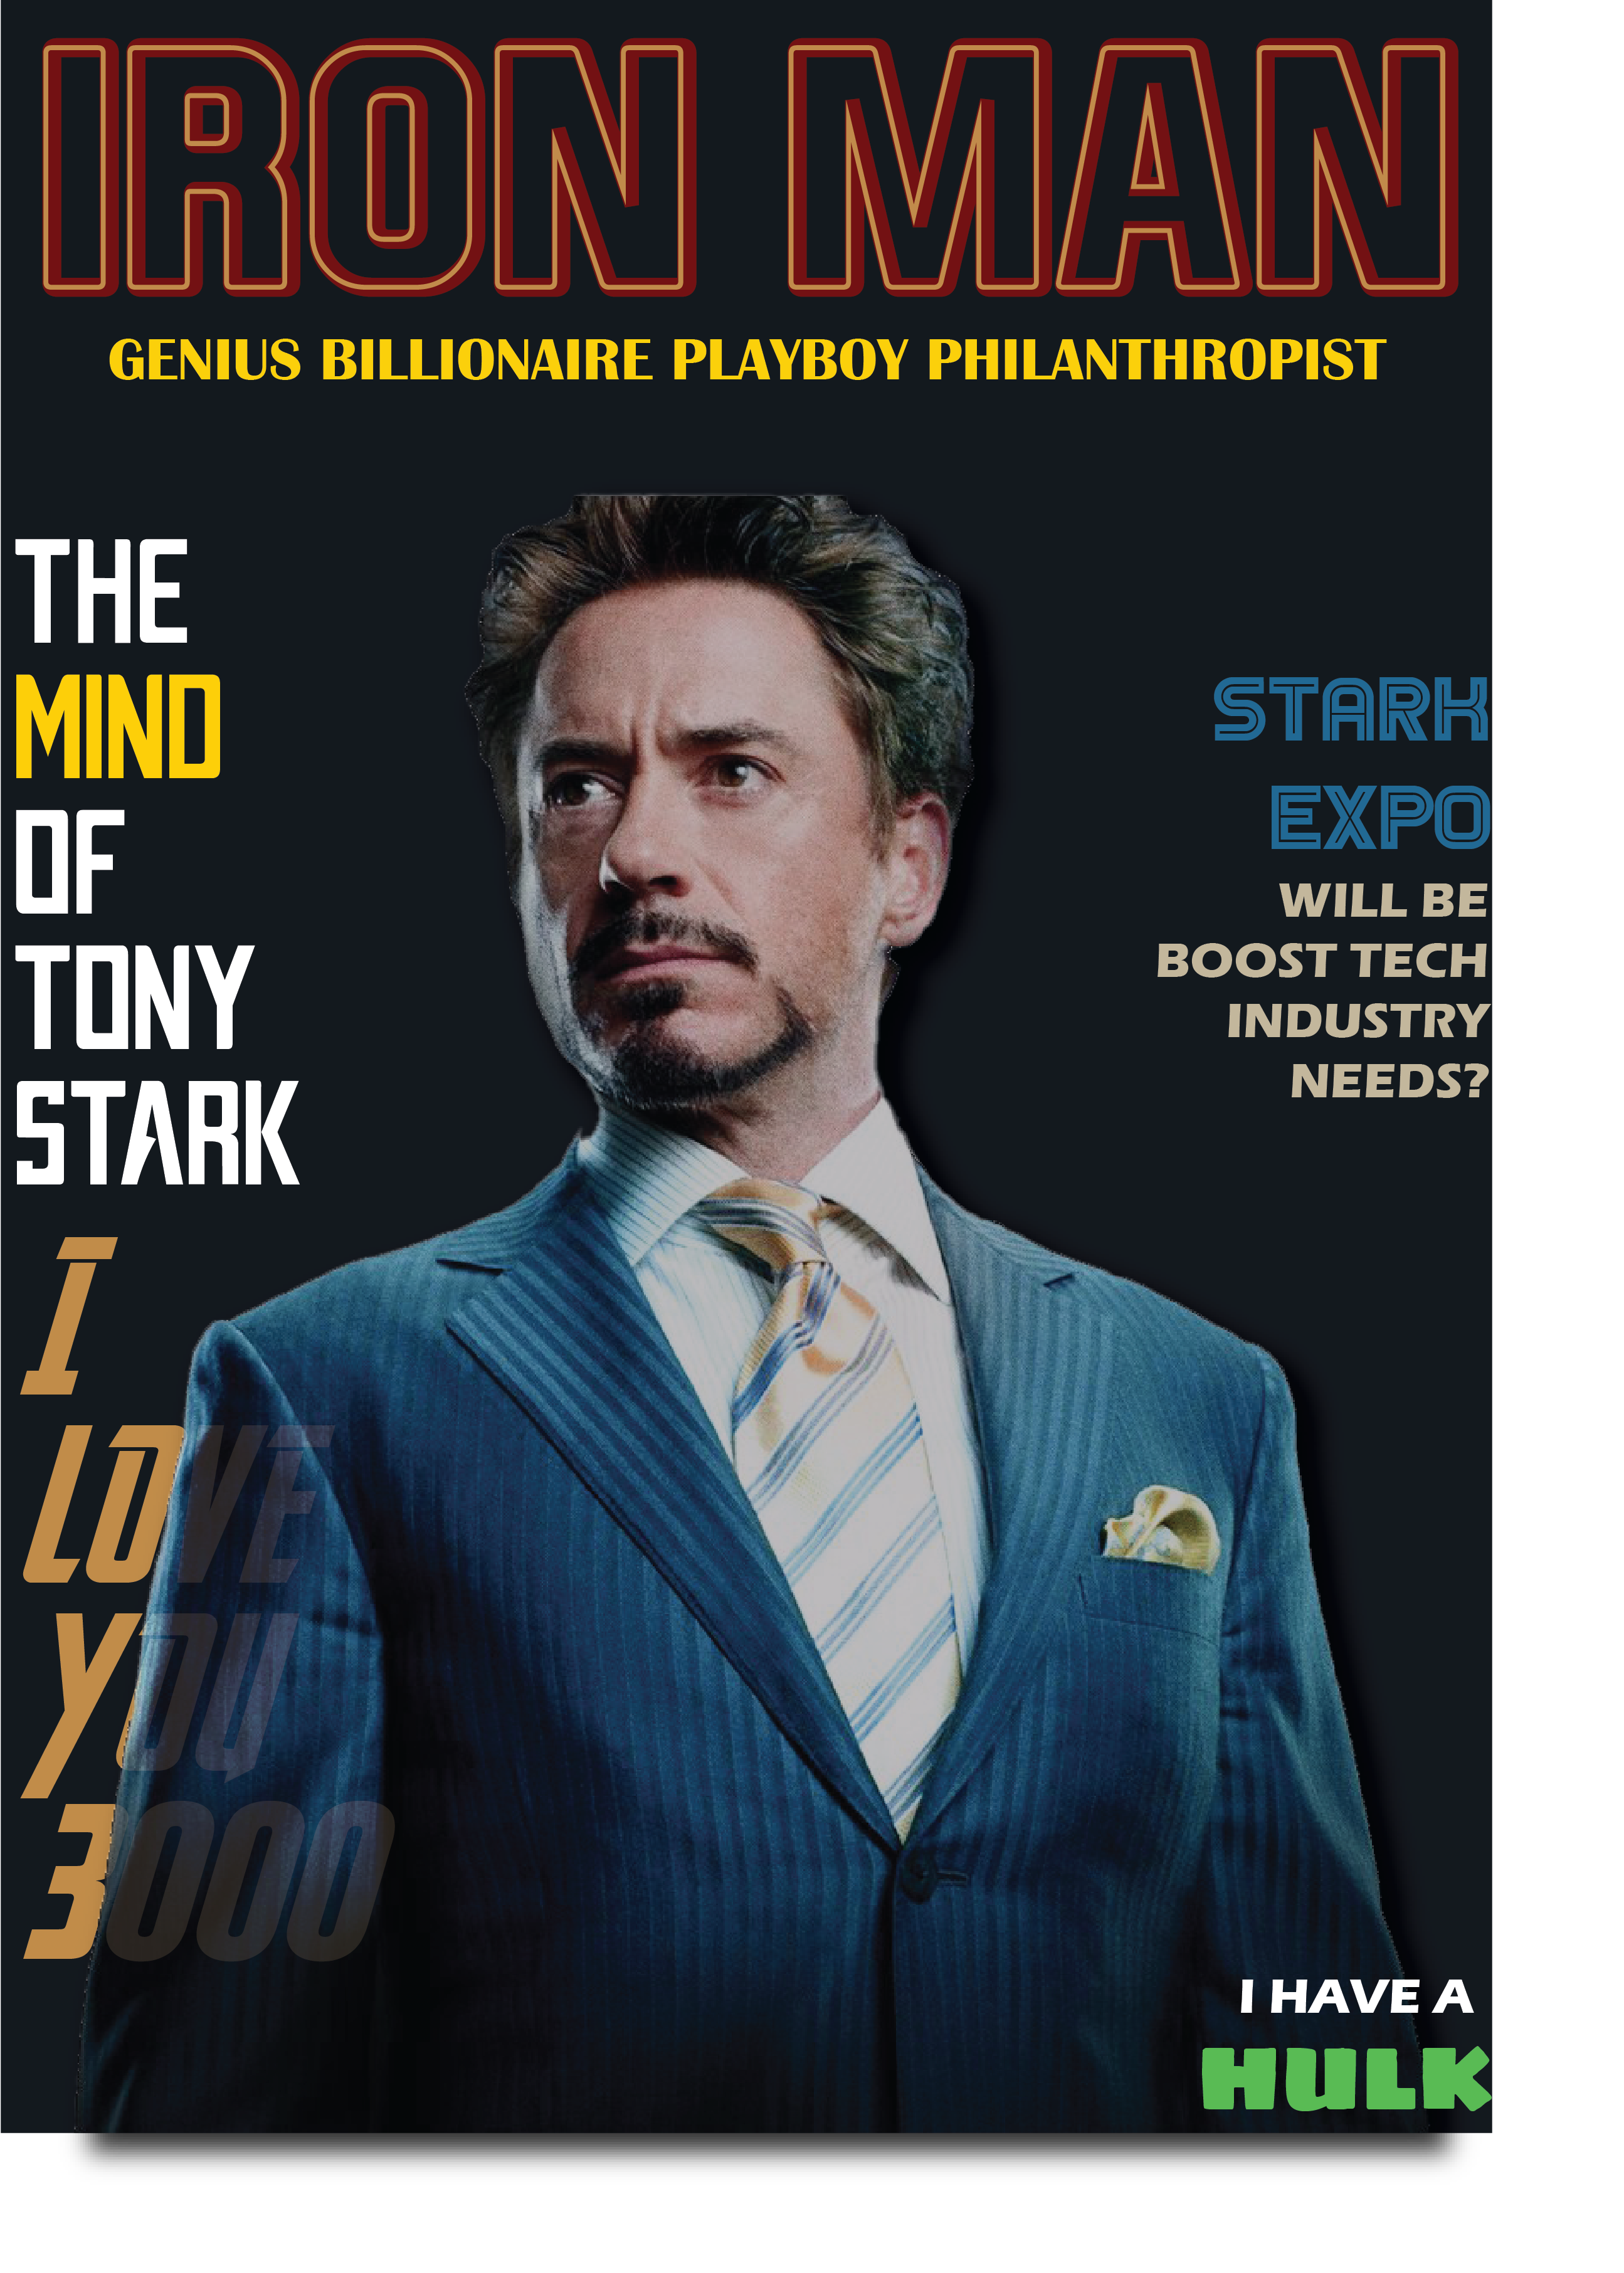 IRON MAN
GENIUS BILLIONAIRE PLAYBOY PHILANTHROPIST
THE
MIND
OF
TONY
STARK
I
LOVE
YOU
3000
STARK
EXPO
WILL BE
BOOST TECH
INDUSTRY
NEEDS?
I HAVE A
HULK